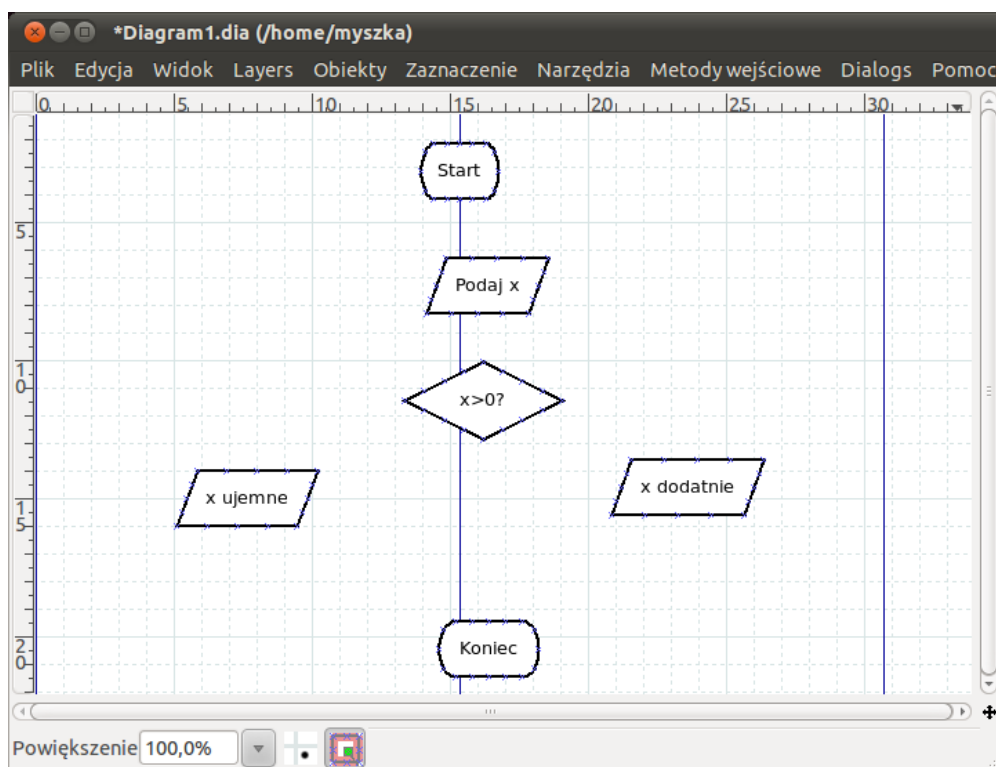 *Diagram1.dia (/home/myszka)
Plik Edycja Widok Layers Obiekty Zaznaczenie Narzędzia Metody wejściowe Dialogs Pomoc
0 5 10 15 20 25 30
Start
5
Podaj x
10
x>0?
x ujemne
x dodatnie
15
Koniec
20
Powiększenie 100,0%